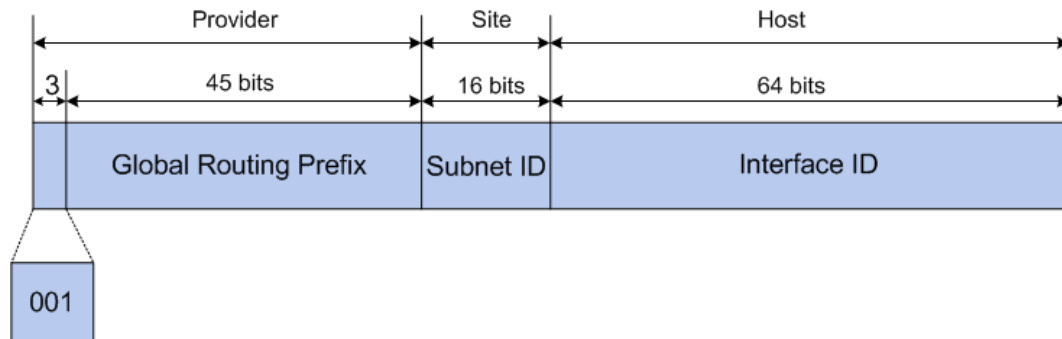 Provider Site Host
3 45 bits 16 bits 64 bits
Global Routing Prefix Subnet ID Interface ID
001